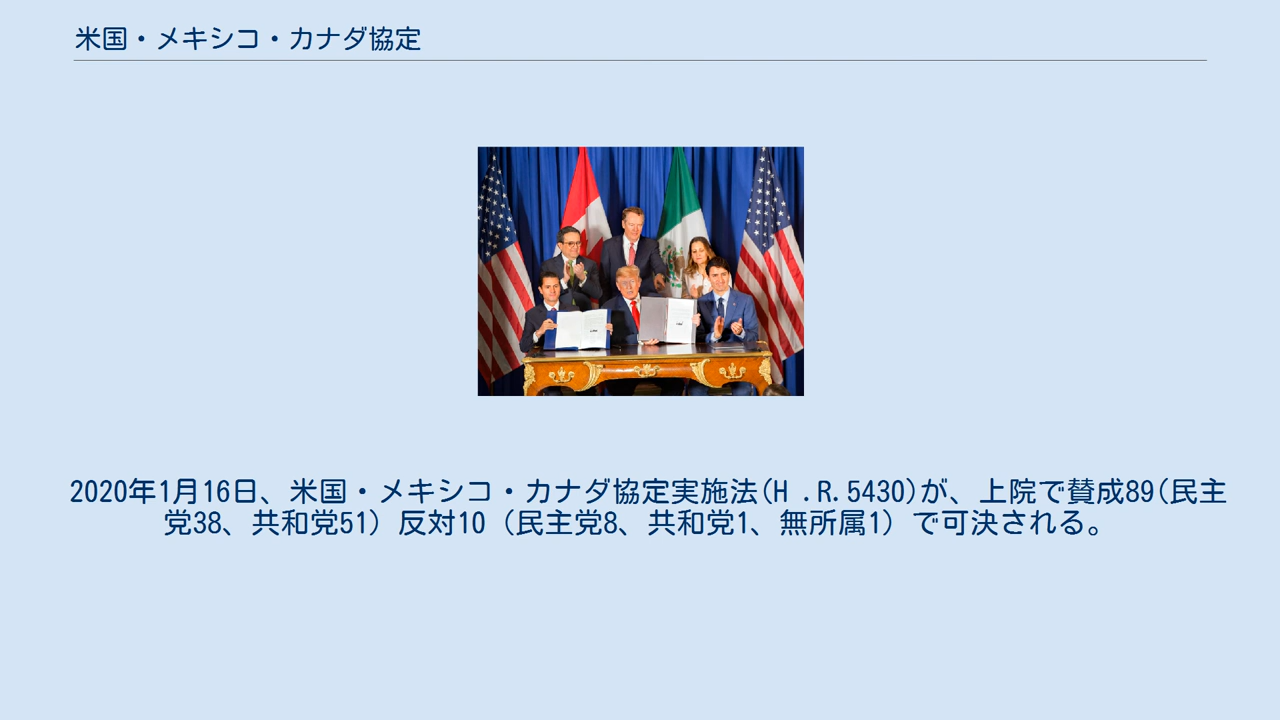 米国・メキシコ・カナダ協定
2020年1月16日、米国・メキシコ・カナダ協定実施法(H .R.5430)が、上院で賛成89(民主
党38、共和党51) 反対10 (民主党8、共和党1、無所属1) で可決される。